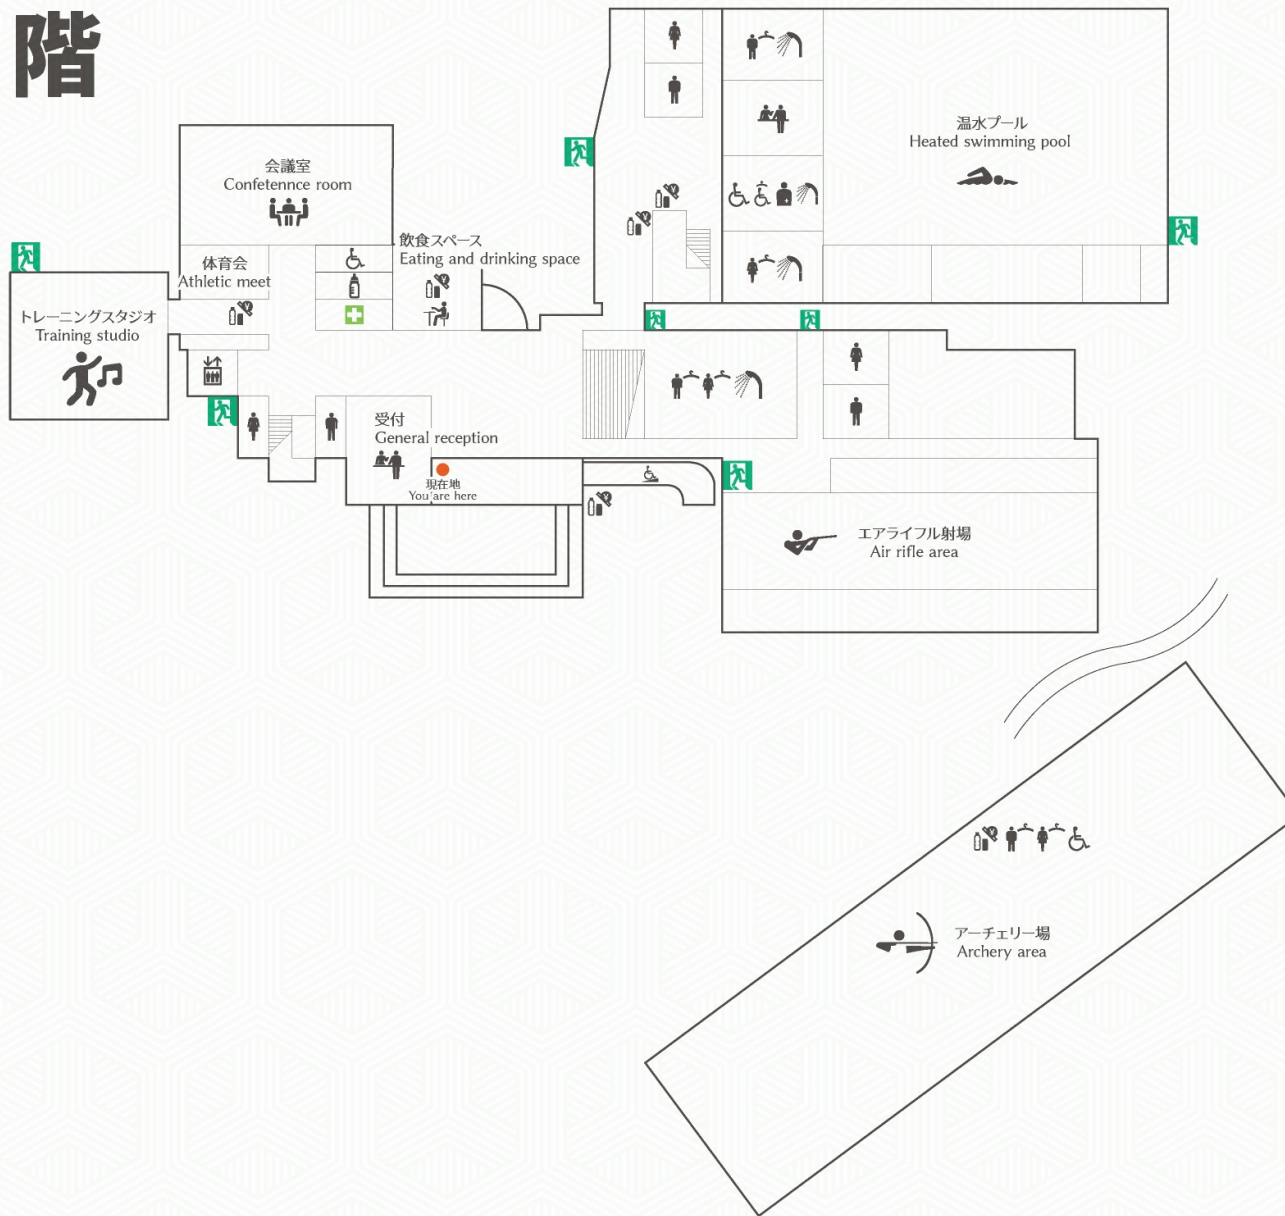 階
温水プール
Heated swimming pool
会議室
Confetennce room
飲食スペース
Eating and drinking space
体育会
Athletic meet
トレーニングスタジオ
Training studio
受付
General reception
現在地
You are here
エアライフル射場
Air rifle area
アーチェリー場
Archery area